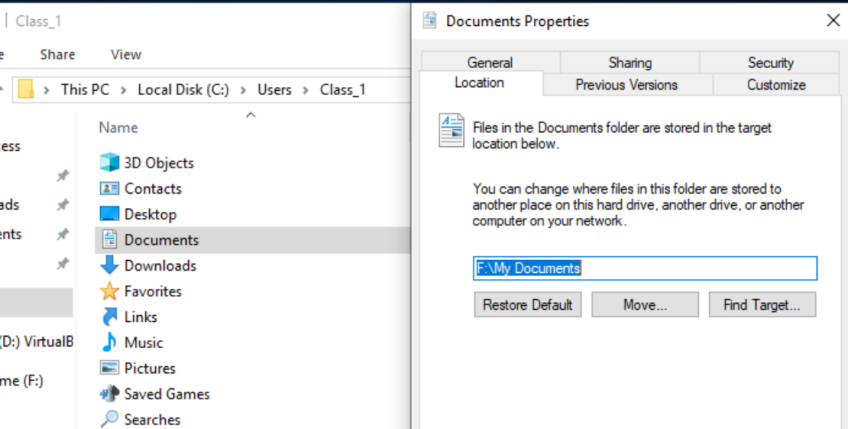 Class_1
Share View
This PC > Local Disk (C:) > Users > Class_1
Name
ess
ads
ents
(D:) VirtualB
me (F:)
3D Objects
Contacts
Desktop
Documents
Downloads
Favorites
Links
Music
Pictures
Saved Games
Searches
Documents Properties
General Sharing Security
Location Previous Versions Customize
Files in the Documents folder are stored in the target
location below.
You can change where files in this folder are stored to
another place on this hard drive, another drive, or another
computer on your network.
F:\My Documents
Restore Default Move... Find Target...